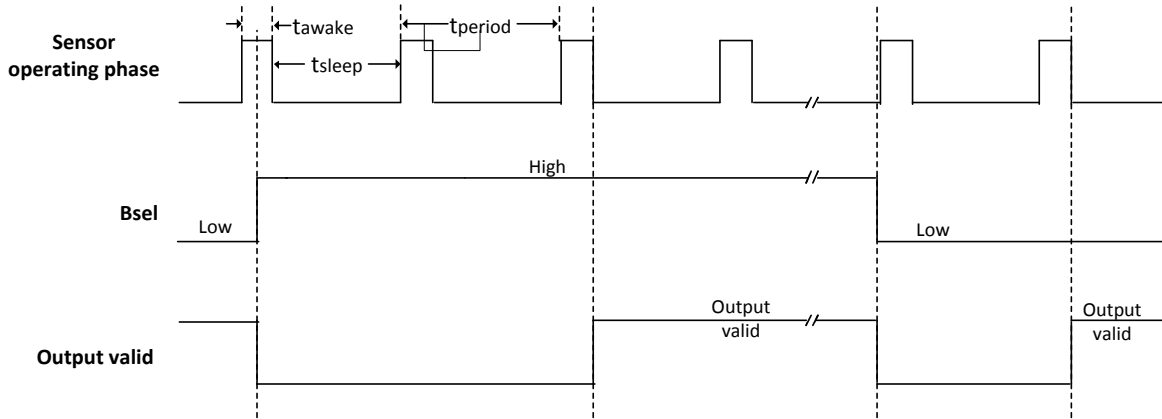 tawake
tperiod
Sensor
operating phase
tsleep
High
Bsel
Low
Low
Output
valid
Output
valid
Output valid